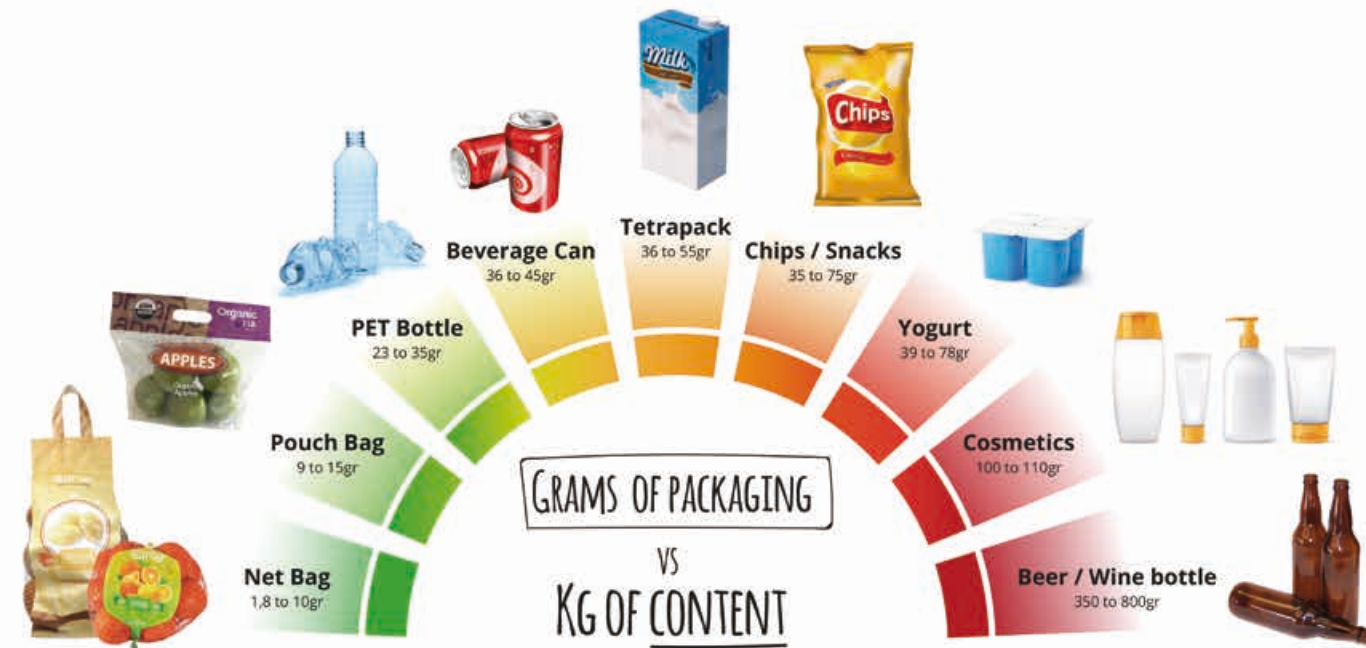 Milk
Chips
Tetrapack
36 to 55gr
Beverage Can
36 to 45gr
Chips / Snacks
35 to 75gr
Organic
APPLES
Organic
Apples
PET Bottle
23 to 35gr
Yogurt
39 to 78gr
Pouch Bag
9 to 15gr
Cosmetics
100 to 110gr
GRAMS OF PACKAGING
VS
KG OF CONTENT
Net Bag
1,8 to 10gr
Beer / Wine bottle
350 to 800gr